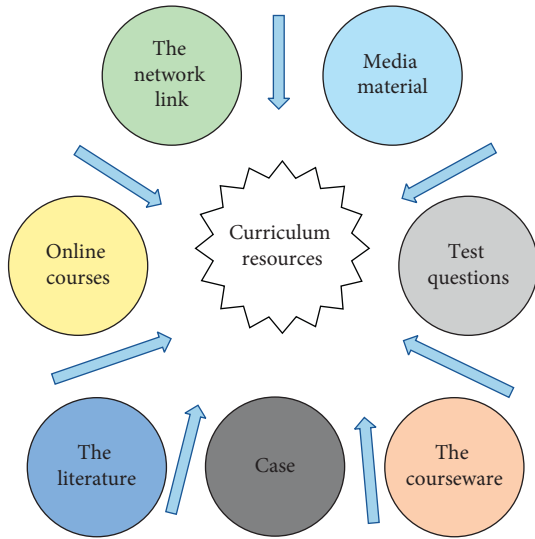 The
network
link
Media
material
Curriculum
resources
Online
courses
Test
questions
The
literature
Case
The
courseware